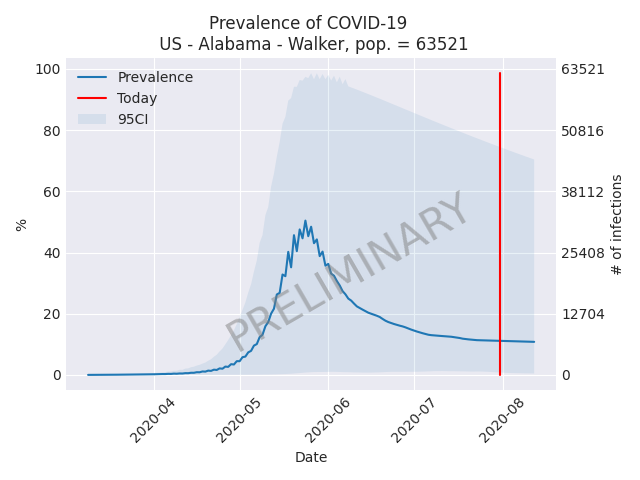 Prevalence of COVID-19
US - Alabama - Walker, pop. = 63521
Prevalence
Today
95CI
100
80
60
40
20
0
%
63521
50816
38112
25408
12704
0
# of infections
PRELIMINARY
2020-04
2020-05
2020-06
2020-07
2020-08
Date